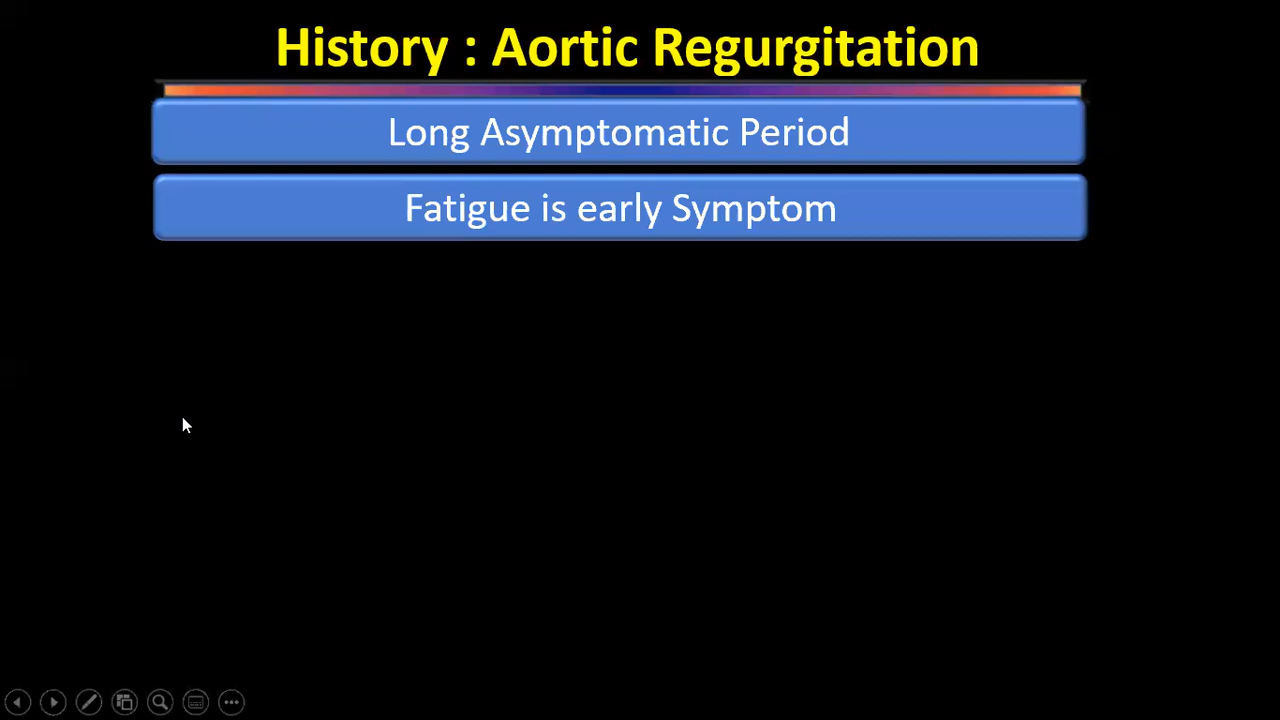 History : Aortic Regurgitation
Long Asymptomatic Period
Fatigue is early Symptom